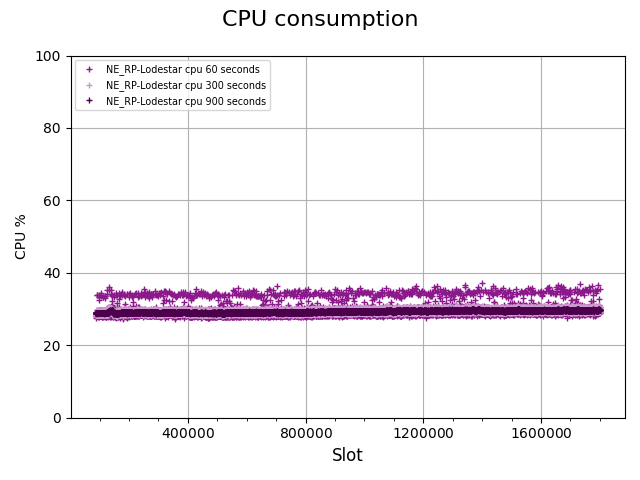 CPU consumption
100
NE_RP-Lodestar cpu 60 seconds
NE_RP-Lodestar cpu 300 seconds
NE_RP-Lodestar cpu 900 seconds
80
60
CPU %
40
20
0
400000 800000 1200000 1600000
Slot